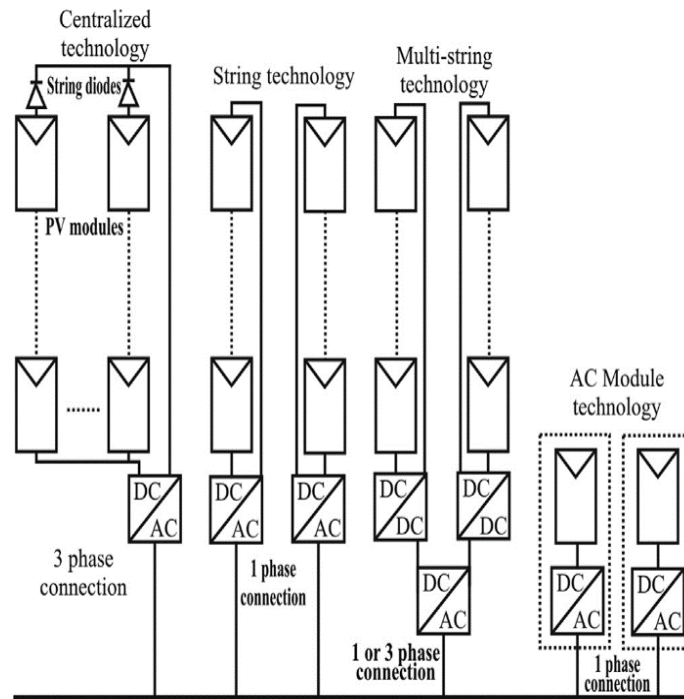 Centralized
technology
String diodes
PV modules
DC
AC
3 phase
connection
String technology
DC
AC
DC
AC
1 phase
connection
Multi-string
technology
DC
DC
DC
DC
DC
AC
1 or 3 phase
connection
AC Module
technology
DC
AC
DC
AC
1 phase
connection